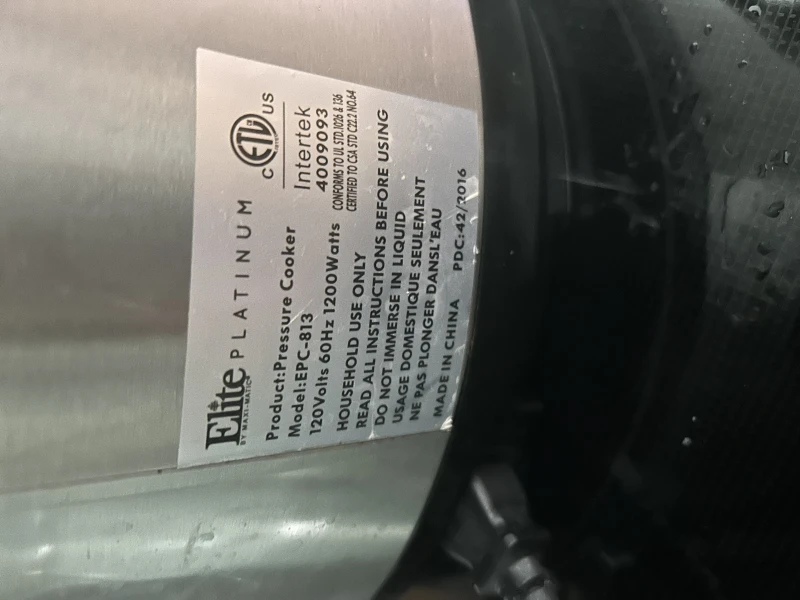 Elite PLATINUM
BY MAXI-MATIC
C ETL US
Intertek
4009093
CONFORMS TO UL STD.1026 & 136
CERTIFIED TO CSA STD C22.2 NO.64
Product:Pressure Cooker
Model:EPC-813
120Volts 60Hz 1200Watts
HOUSEHOLD USE ONLY
READ ALL INSTRUCTIONS BEFORE USING
DO NOT IMMERSE IN LIQUID
USAGE DOMESTIQUE SEULEMENT
NE PAS PLONGER DANSL'EAU
MADE IN CHINA PDC:42/2016